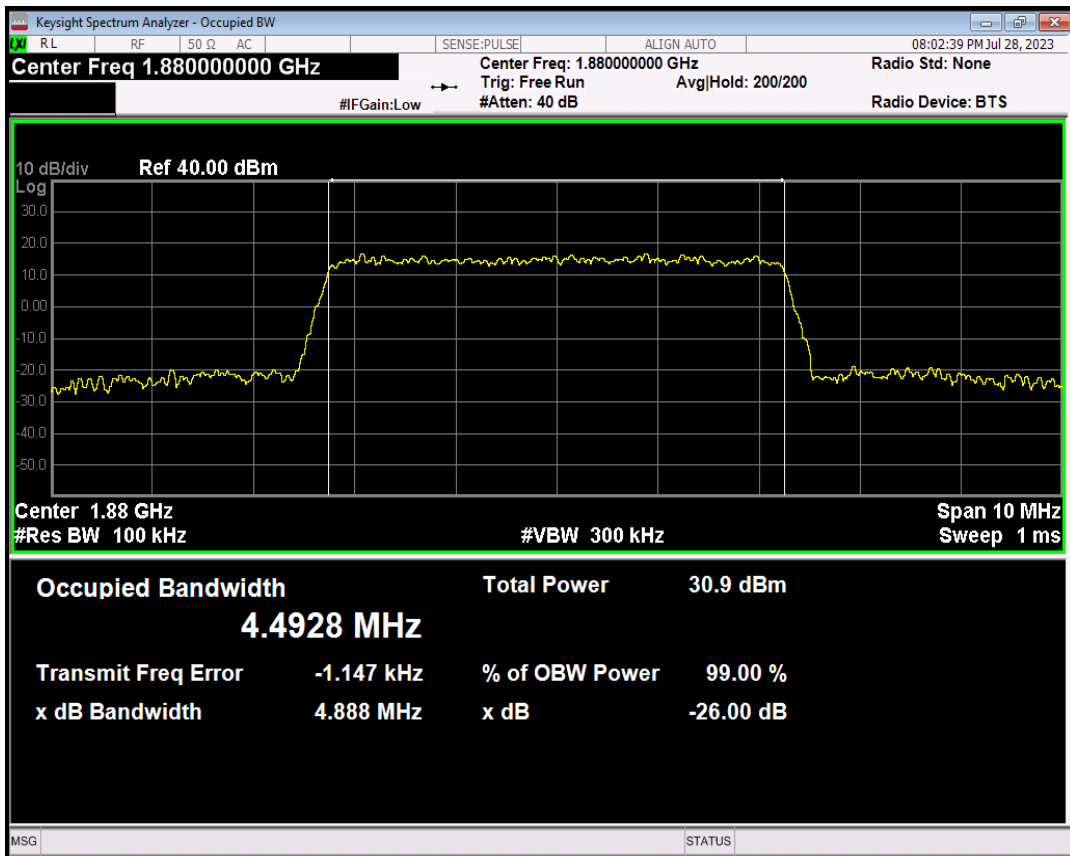 Keysight Spectrum Analyzer - Occupied BW
LXI RL RF 50 Ω AC SENSE:PULSE ALIGN AUTO 08:02:39 PM Jul 28, 2023
Center Freq 1.880000000 GHz Center Freq: 1.880000000 GHz Radio Std: None
Trig: Free Run Avg|Hold: 200/200
#IFGain:Low #Atten: 40 dB Radio Device: BTS
10 dB/div Ref 40.00 dBm
Log
30.0
20.0
10.0
0.00
-10.0
-20.0
-30.0
-40.0
-50.0
Center 1.88 GHz Span 10 MHz
#Res BW 100 kHz #VBW 300 kHz Sweep 1 ms
Occupied Bandwidth Total Power 30.9 dBm
4.4928 MHz
Transmit Freq Error -1.147 kHz % of OBW Power 99.00 %
x dB Bandwidth 4.888 MHz x dB -26.00 dB
MSG STATUS